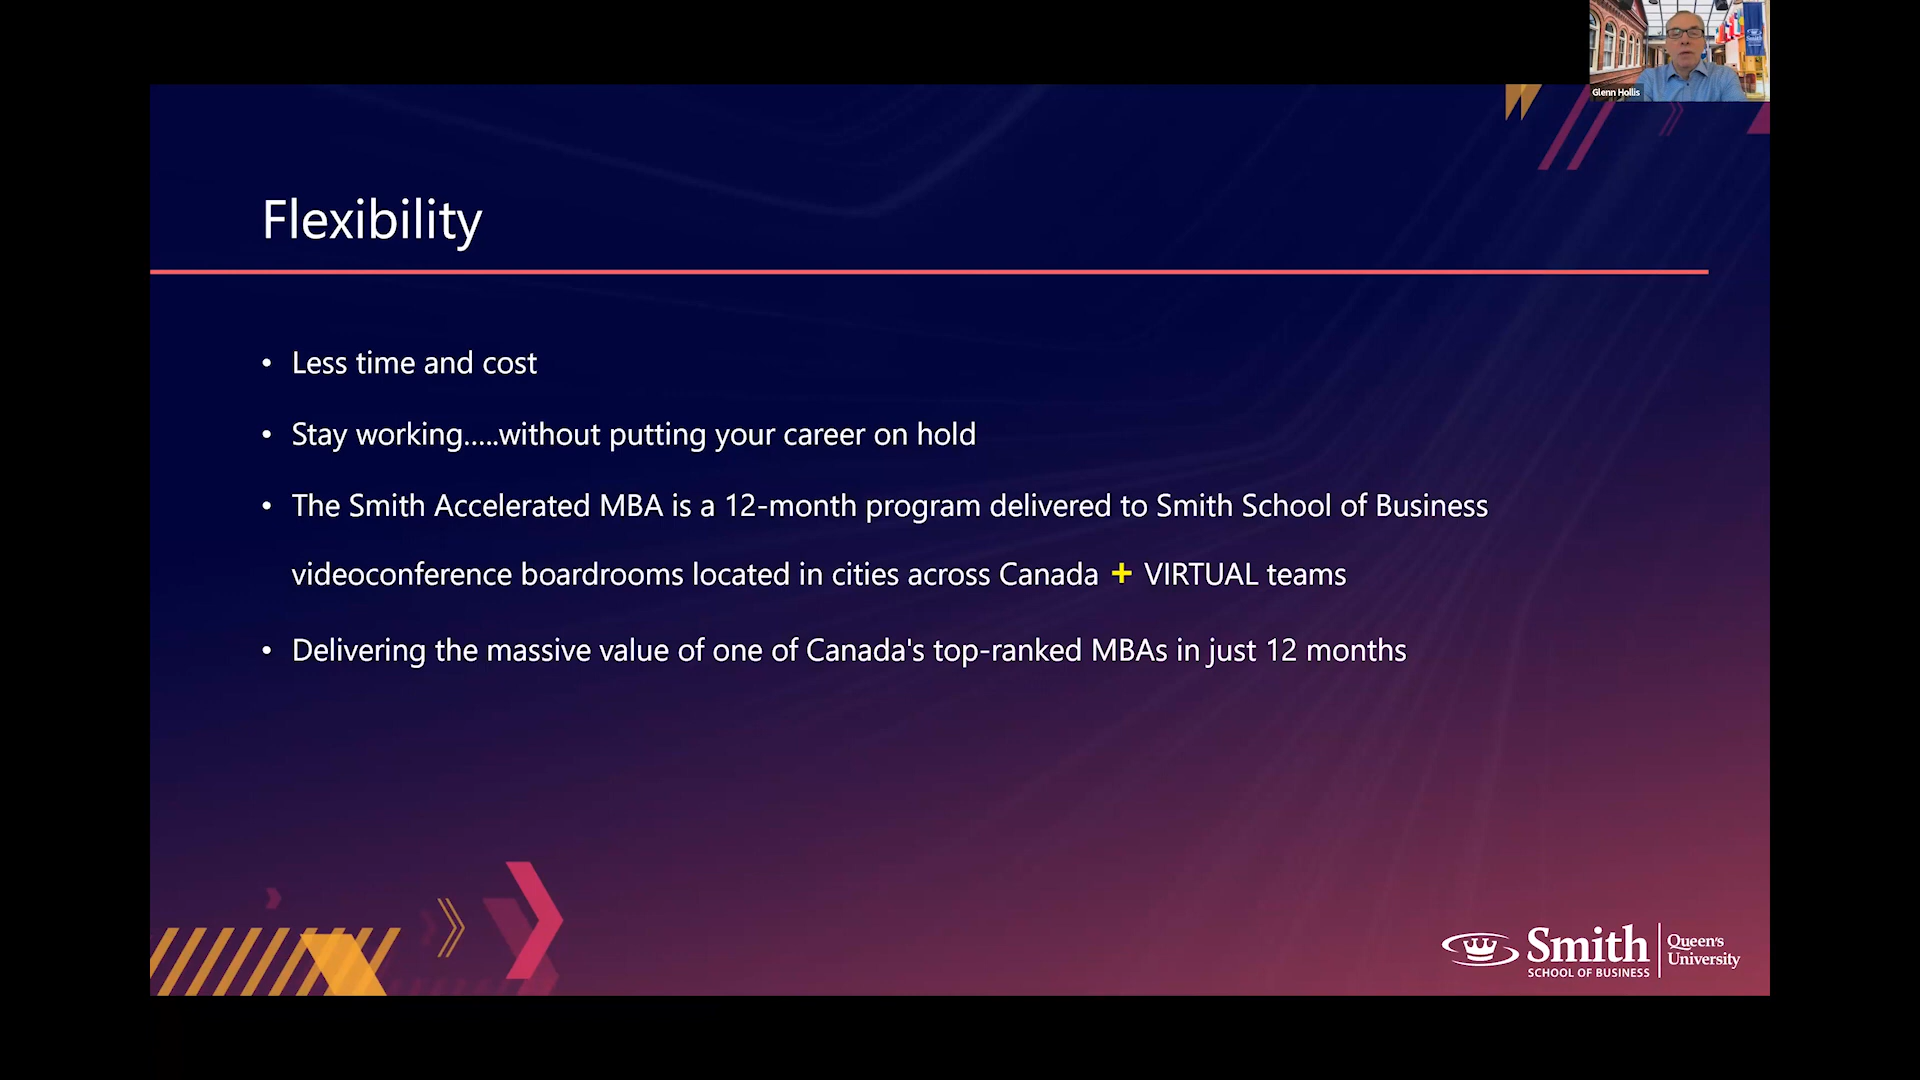 Glenn Hollis
Flexibility
• Less time and cost
• Stay working.....without putting your career on hold
• The Smith Accelerated MBA is a 12-month program delivered to Smith School of Business
videoconference boardrooms located in cities across Canada + VIRTUAL teams
• Delivering the massive value of one of Canada's top-ranked MBAs in just 12 months
Smith
SCHOOL OF BUSINESS
Queen's
University